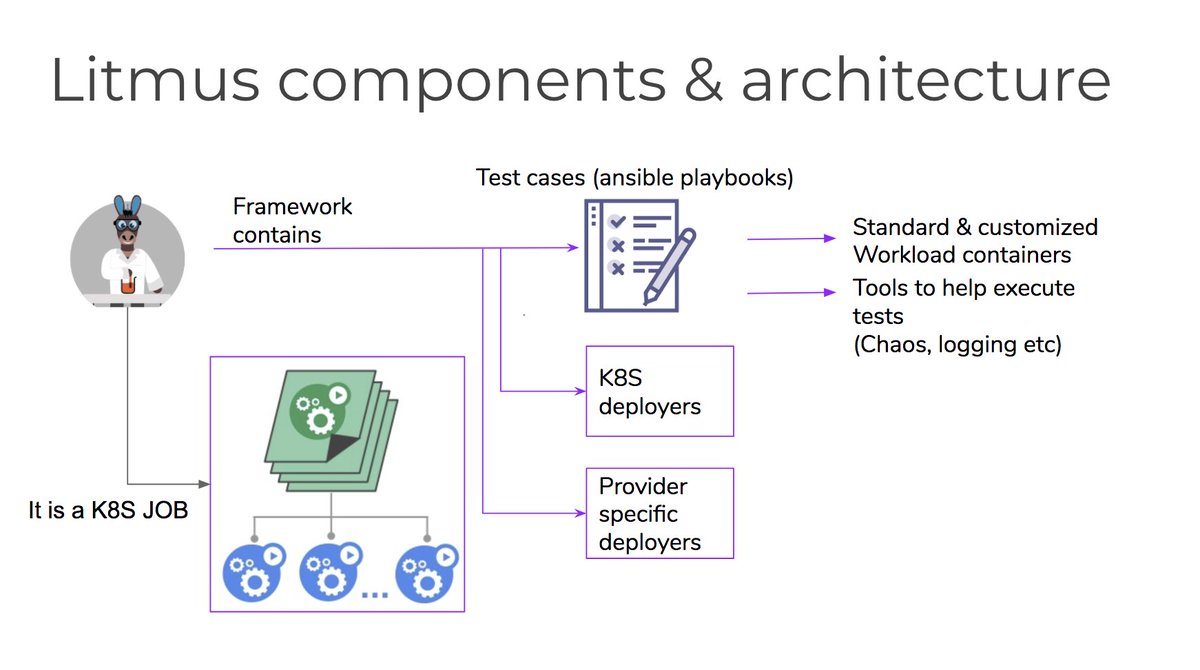 Litmus components & architecture
Test cases (ansible playbooks)
Framework
contains
Standard & customized
Workload containers
Tools to help execute
tests
(Chaos, logging etc)
K8S
deployers
Provider
specific
deployers
It is a K8S JOB
...